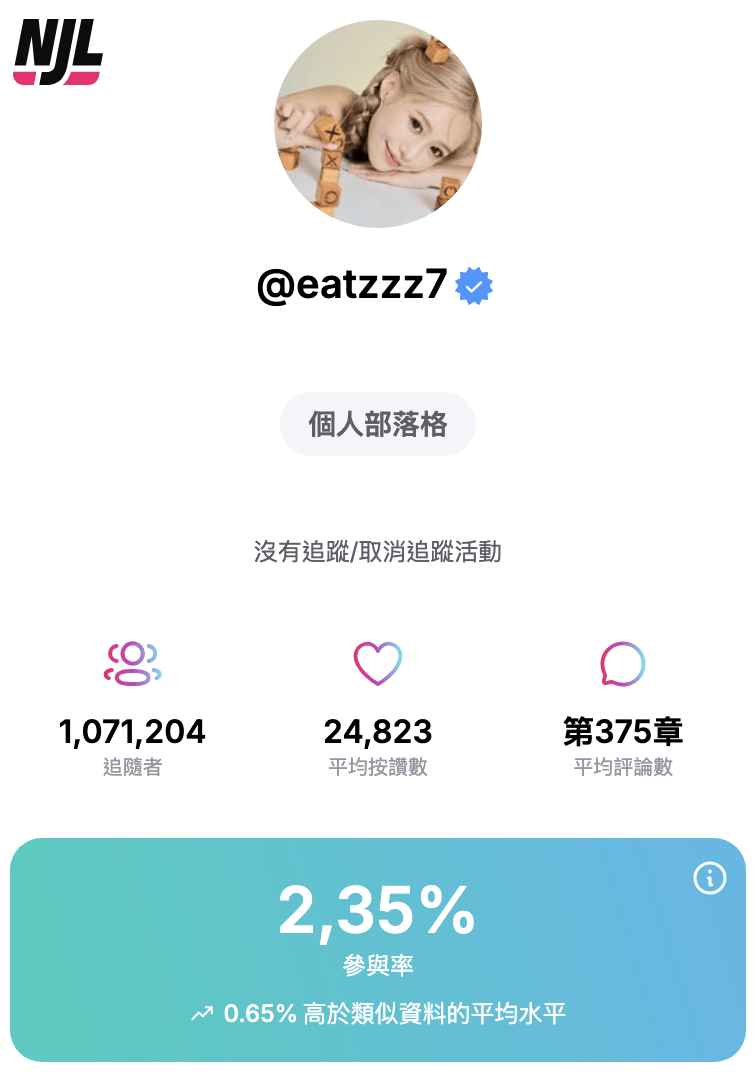 NJL
@eatzzz7
個人部落格
沒有追蹤/取消追蹤活動
1,071,204
追隨者
24,823
平均按讚數
第375章
平均評論數
2,35%
參與率
0.65% 高於類似資料的平均水平